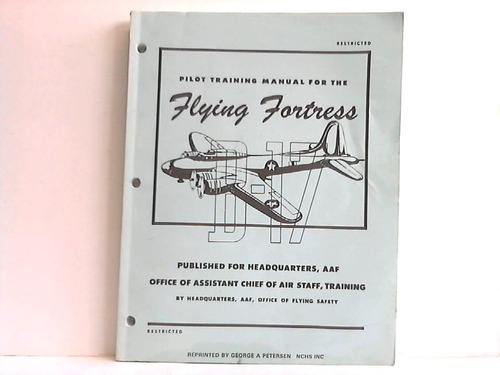 RESTRICTED
PILOT TRAINING MANUAL FOR THE
Flying Fortress
B 17
PUBLISHED FOR HEADQUARTERS, AAF
OFFICE OF ASSISTANT CHIEF OF AIR STAFF, TRAINING
BY HEADQUARTERS, AAF, OFFICE OF FLYING SAFETY
RESTRICTED
REPRINTED BY GEORGE A PETERSEN NCHS INC